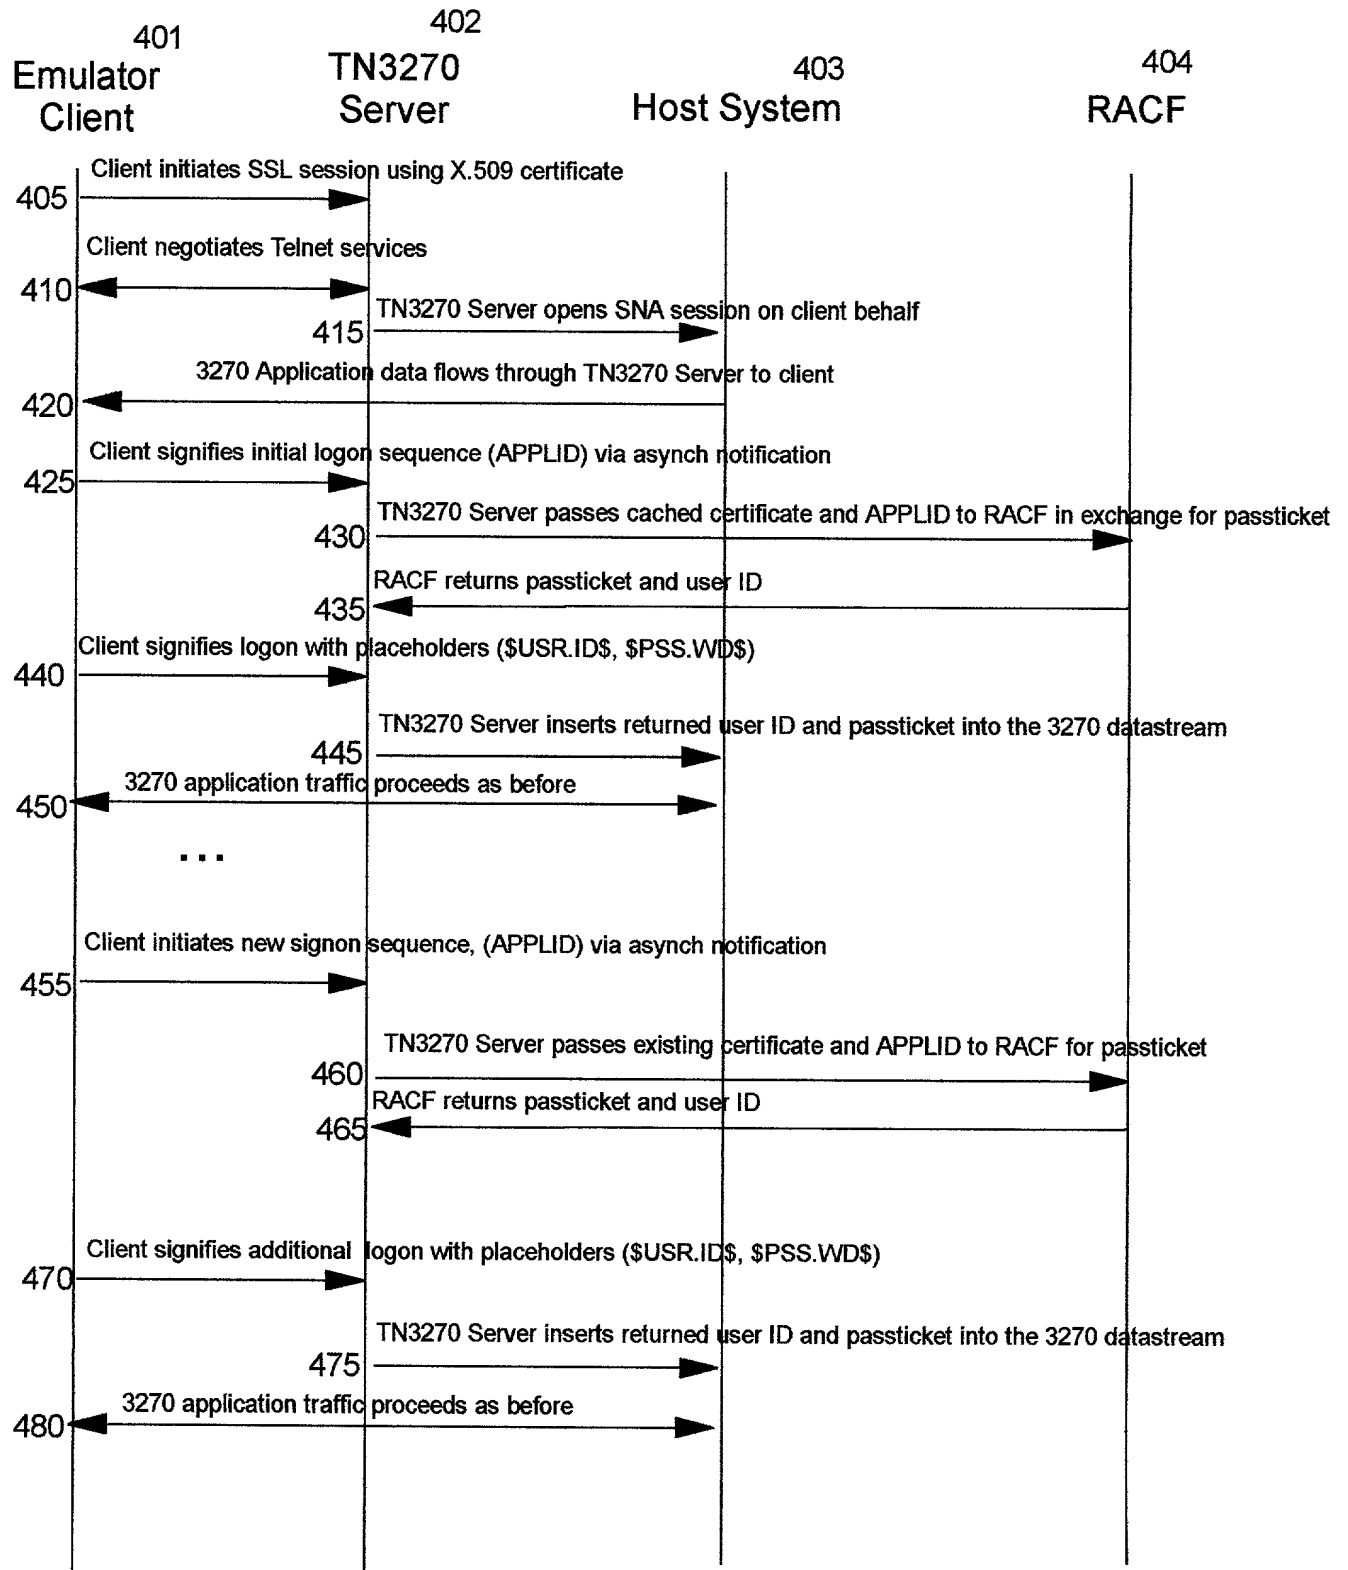 401
Emulator
Client
402
TN3270
Server
403
Host System
404
RACF
Client initiates SSL session using X.509 certificate
405
Client negotiates Telnet services
410
TN3270 Server opens SNA session on client behalf
415
3270 Application data flows through TN3270 Server to client
420
Client signifies initial logon sequence (APPLID) via asynch notification
425
TN3270 Server passes cached certificate and APPLID to RACF in exchange for passticket
430
RACF returns passticket and user ID
435
Client signifies logon with placeholders ($USR.ID$, $PSS.WD$)
440
TN3270 Server inserts returned user ID and passticket into the 3270 datastream
445
3270 application traffic proceeds as before
450
...
Client initiates new signon sequence, (APPLID) via asynch notification
455
TN3270 Server passes existing certificate and APPLID to RACF for passticket
460
RACF returns passticket and user ID
465
Client signifies additional logon with placeholders ($USR.ID$, $PSS.WD$)
470
TN3270 Server inserts returned user ID and passticket into the 3270 datastream
475
3270 application traffic proceeds as before
480